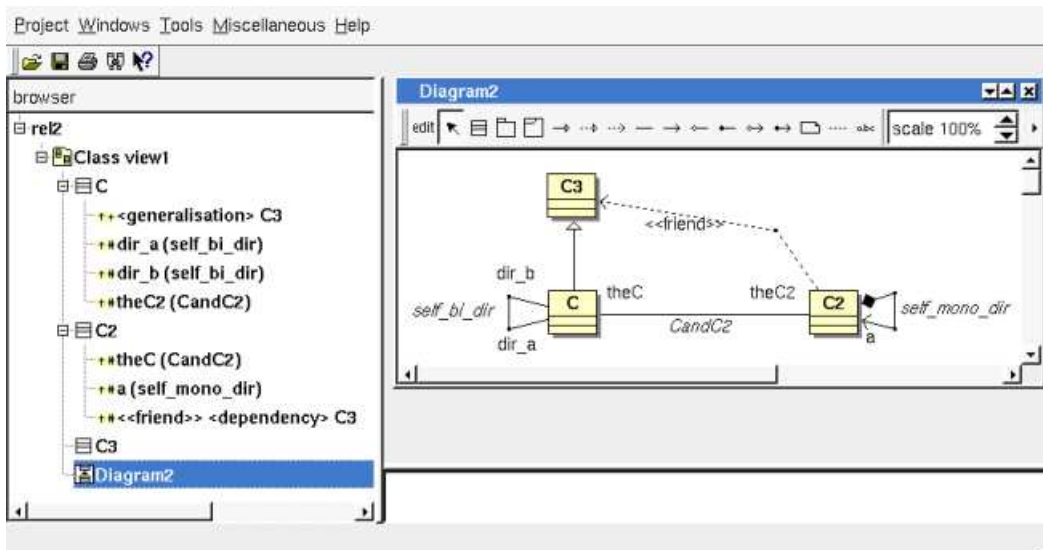 Project Windows Tools Miscellaneous Help
browser
rel2
Class view1
C
<generalisation> C3
dir_a (self_bi_dir)
dir_b (self_bi_dir)
theC2 (CandC2)
C2
theC (CandC2)
a (self_mono_dir)
<<friend>> <dependency> C3
C3
Diagram2
Diagram2
edit
abc
scale 100%
C3
<<friend>>
dir_b
self_bi_dir
dir_a
C
theC
CandC2
theC2
C2
self_mono_dir
a